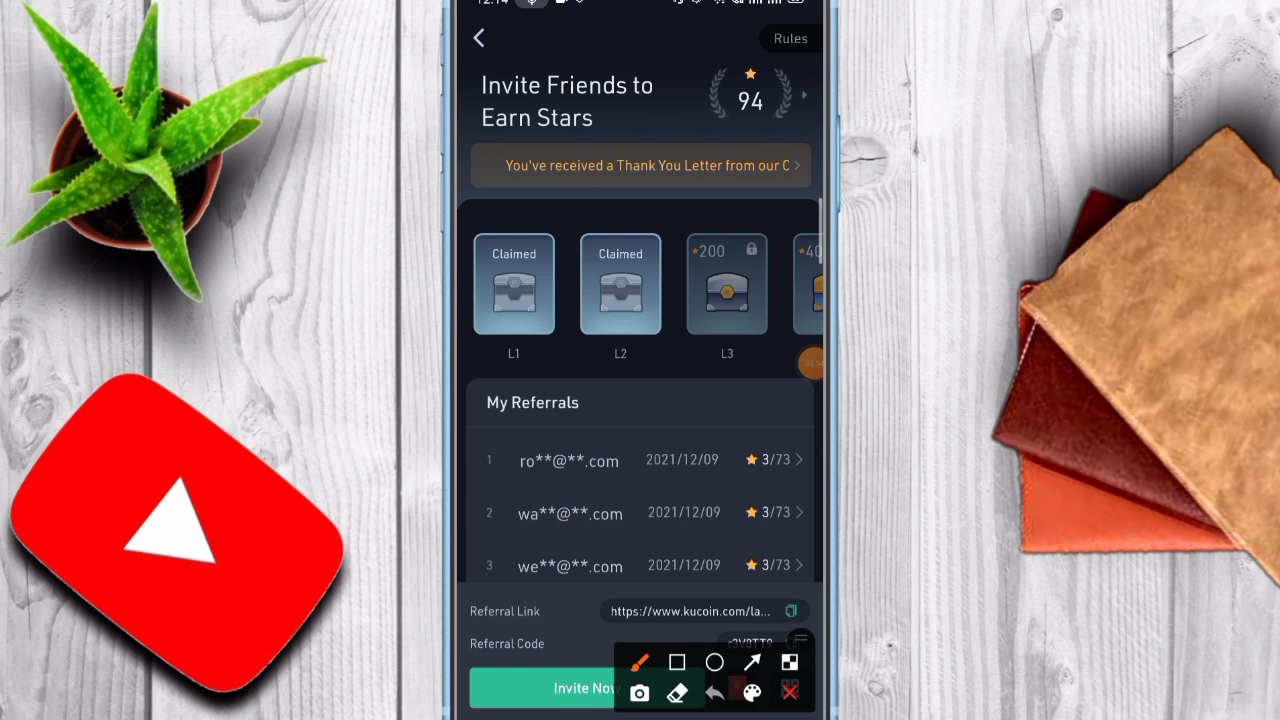 Rules
Invite Friends to
Earn Stars
94
You've received a Thank You Letter from our C
Claimed
Claimed
200
40
L1
L2
L3
My Referrals
1 ro**@**.com 2021/12/09 3/73
2 wa**@**.com 2021/12/09 3/73
3 we**@**.com 2021/12/09 3/73
Referral Link https://www.kucoin.com/la...
Referral Code
Invite Now